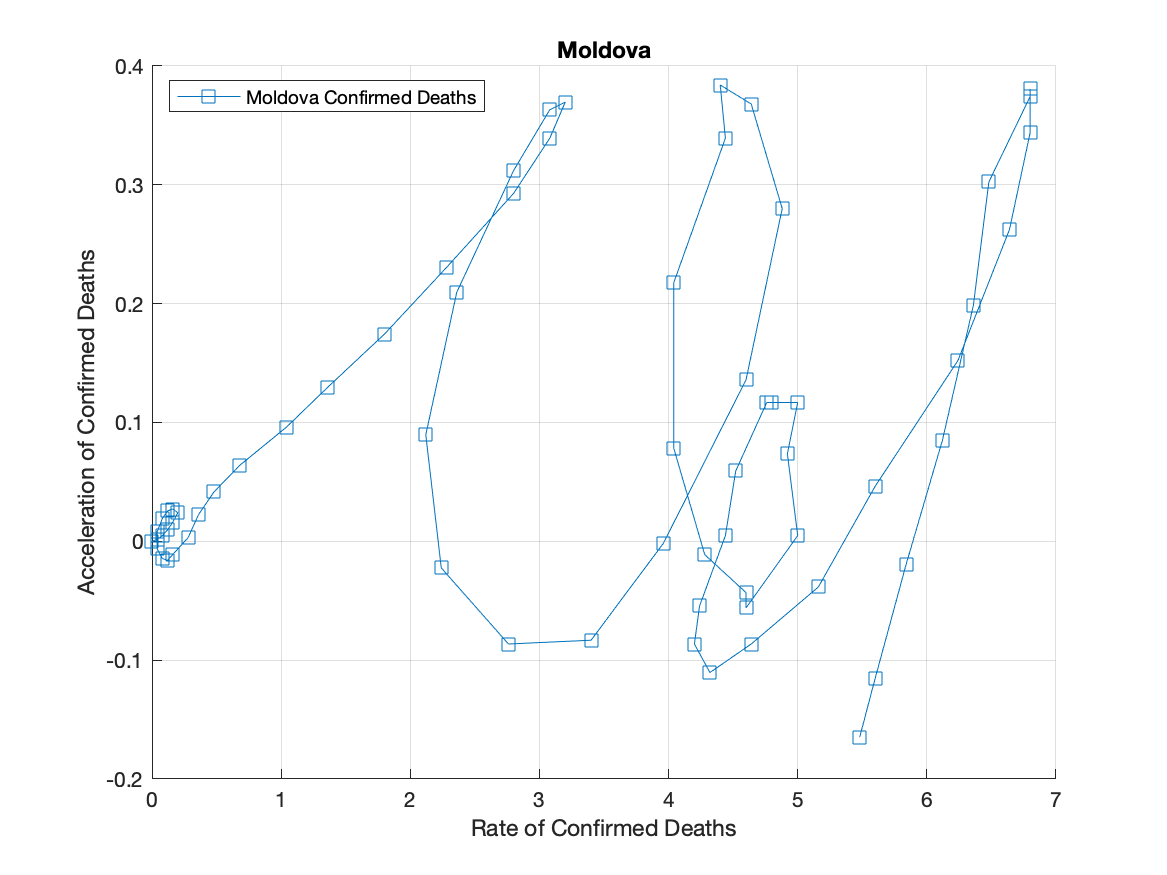 Moldova
Moldova Confirmed Deaths
Acceleration of Confirmed Deaths
0.4
0.3
0.2
0.1
0
-0.1
-0.2
0 1 2 3 4 5 6 7
Rate of Confirmed Deaths